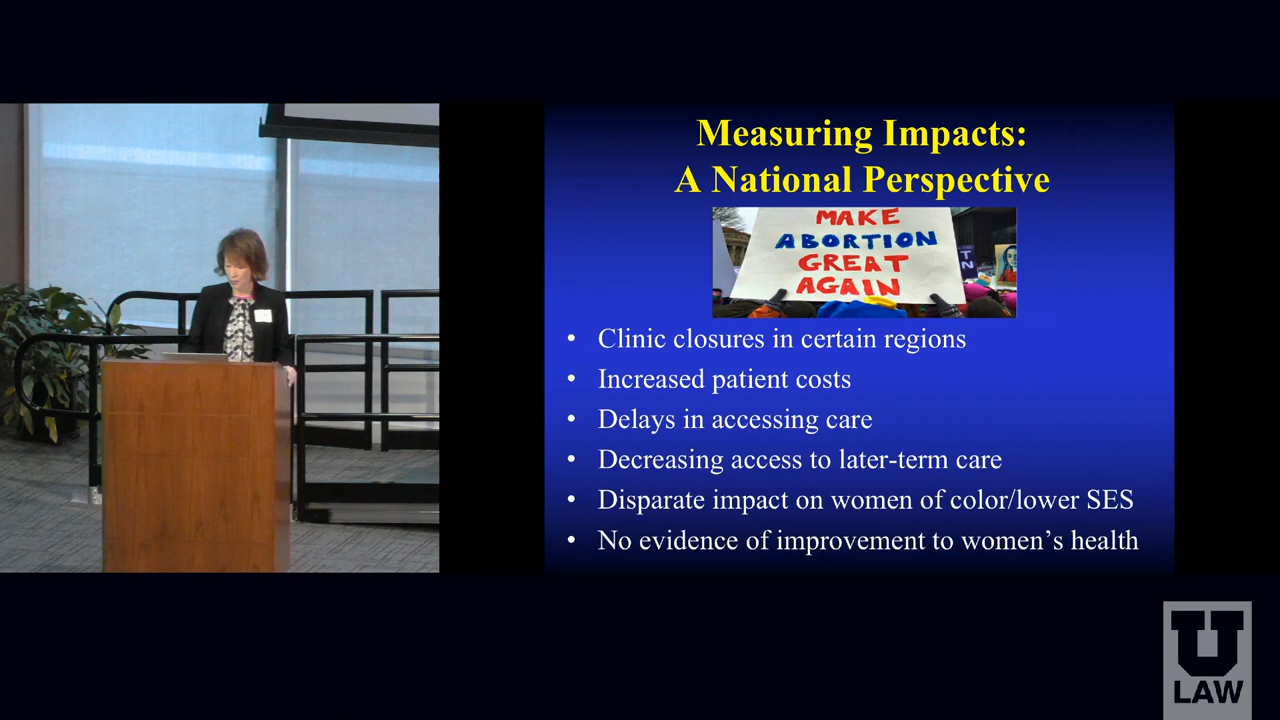 Measuring Impacts:
A National Perspective
MAKE
ABORTION
GREAT
AGAIN
• Clinic closures in certain regions
• Increased patient costs
• Delays in accessing care
• Decreasing access to later-term care
• Disparate impact on women of color/lower SES
• No evidence of improvement to women’s health
U
LAW